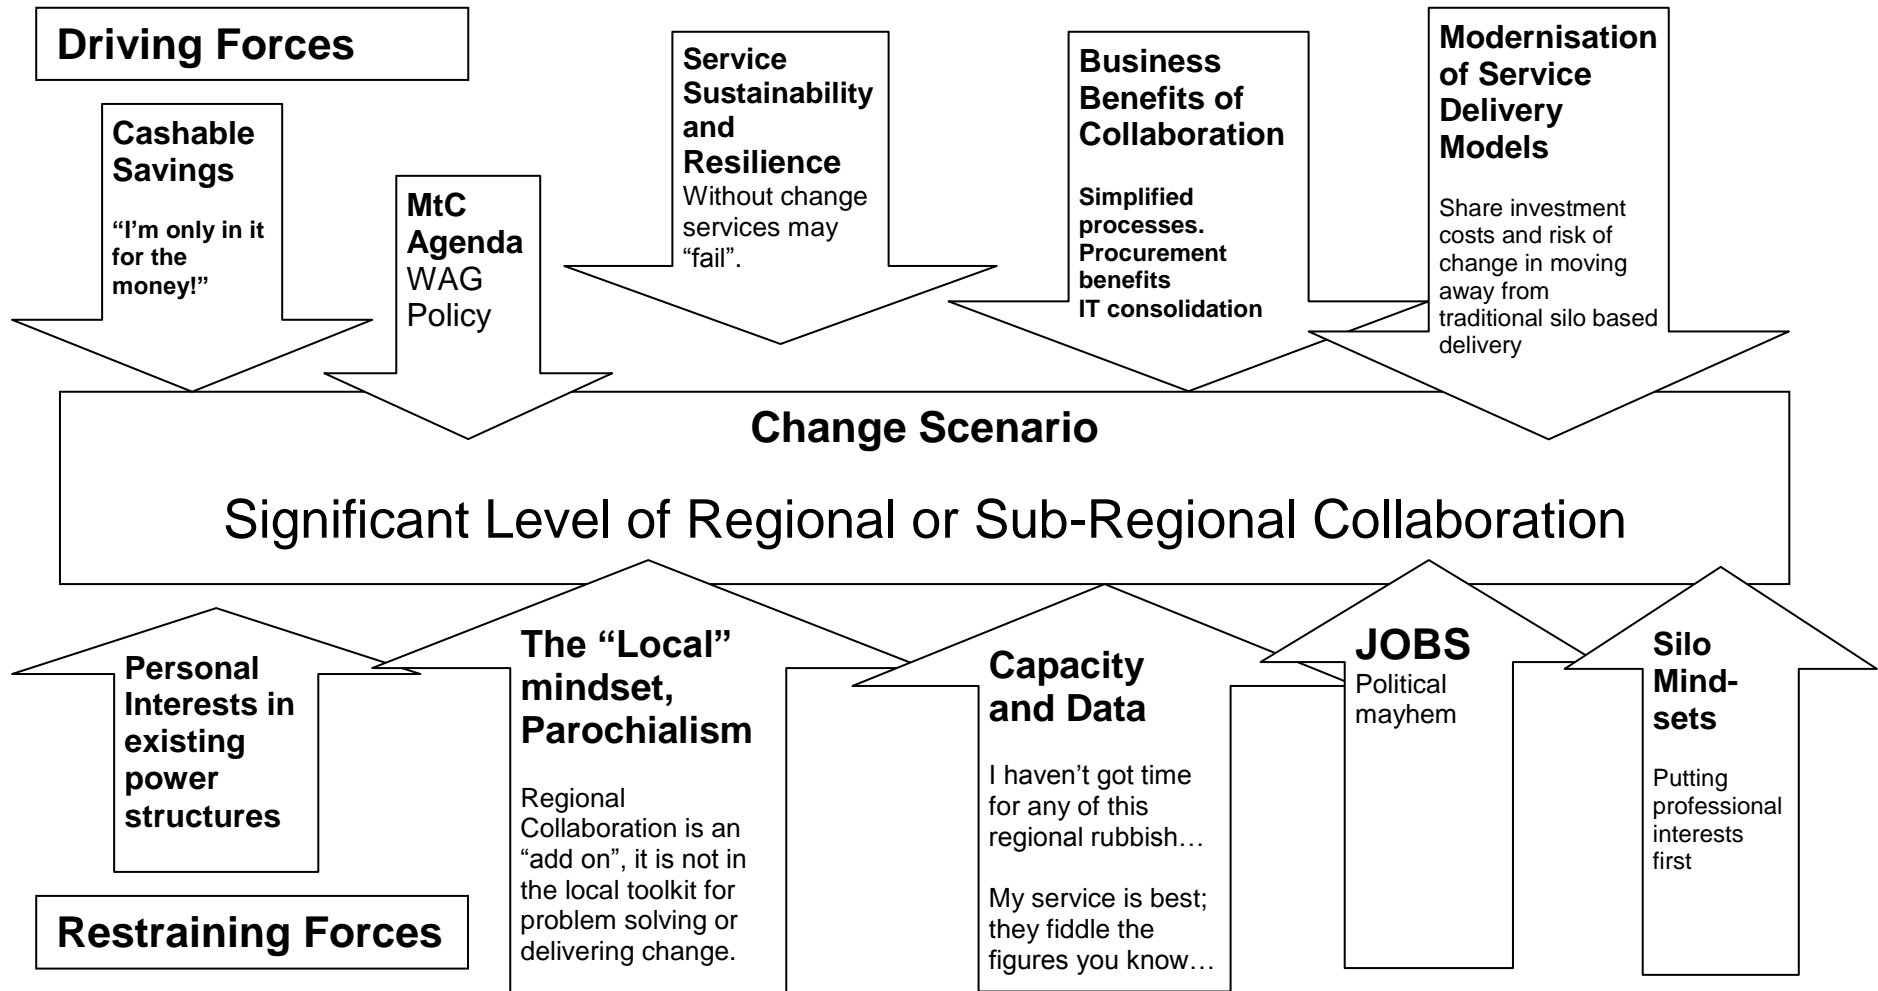 Driving Forces
Cashable
Savings
“I’m only in it
for the
money!”
MtC
Agenda
WAG
Policy
Service
Sustainability
and
Resilience
Without change
services may
“fail”.
Business
Benefits of
Collaboration
Simplified
processes.
Procurement
benefits
IT consolidation
Modernisation
of Service
Delivery
Models
Share investment
costs and risk of
change in moving
away from
traditional silo based
delivery
Change Scenario
Significant Level of Regional or Sub-Regional Collaboration
Personal
Interests in
existing
power
structures
The “Local”
mindset,
Parochialism
Regional
Collaboration is an
“add on”, it is not in
the local toolkit for
problem solving or
delivering change.
Capacity
and Data
I haven’t got time
for any of this
regional rubbish…
My service is best;
they fiddle the
figures you know…
JOBS
Political
mayhem
Silo
Mind-
sets
Putting
professional
interests
first
Restraining Forces